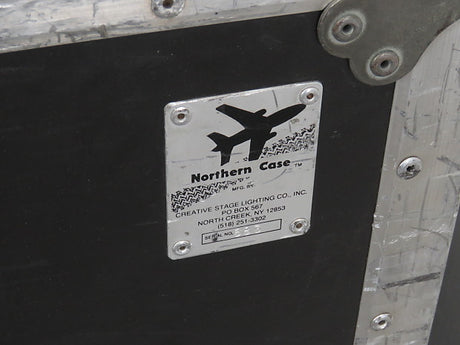 Northern Case™
MFG. BY:
CREATIVE STAGE LIGHTING CO., INC.
PO BOX 567
NORTH CREEK, NY 12853
(518) 251-3302
SERIAL NO.